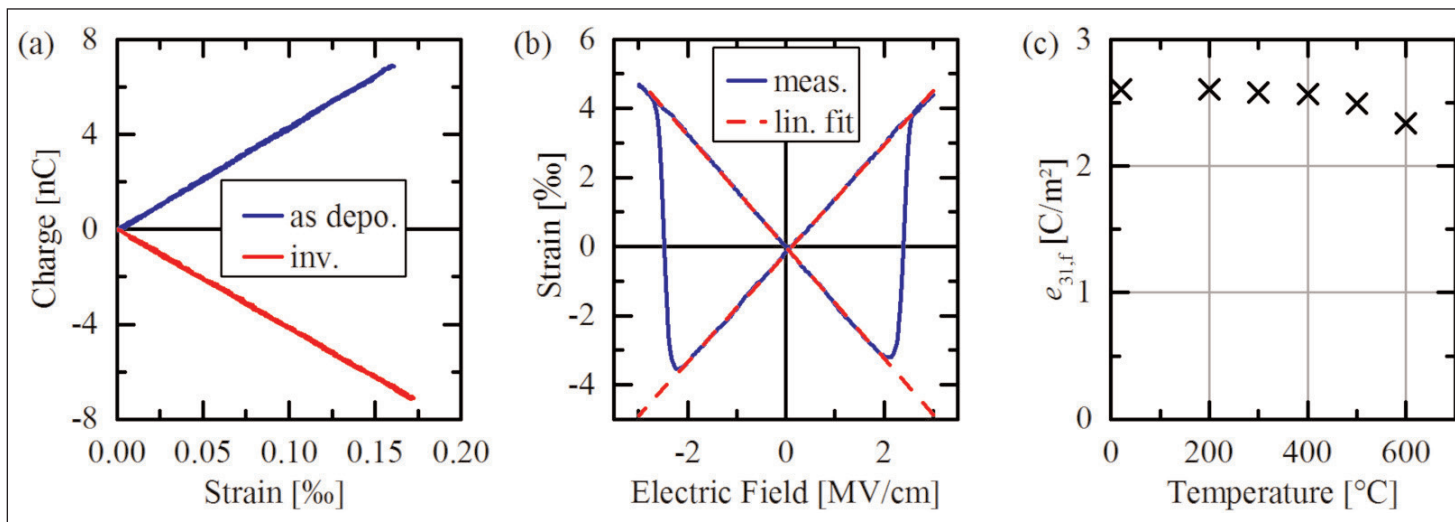 (a)
8
4
0
-4
-8
Charge [nC]
as depo.
inv.
0.00 0.05 0.10 0.15 0.20
Strain [‰]
(b)
6
4
2
0
-2
-4
Strain [‰]
meas.
lin. fit
-2 0 2
Electric Field [MV/cm]
(c)
3
2
1
0
e31,f [C/m²]
0 200 400 600
Temperature [°C]